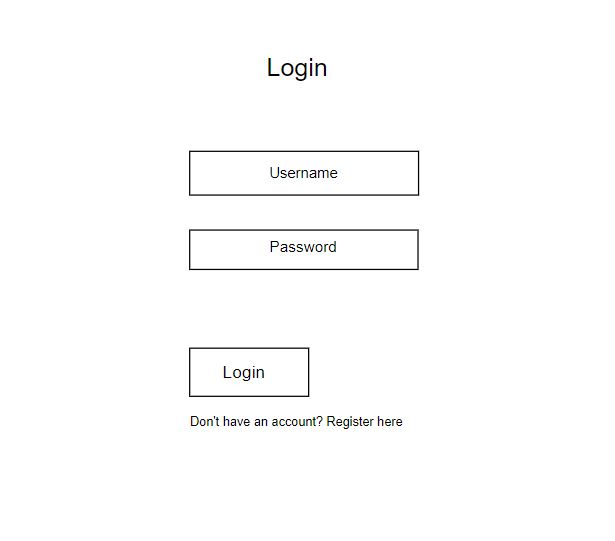 Login
Username
Password
Login
Don't have an account? Register here